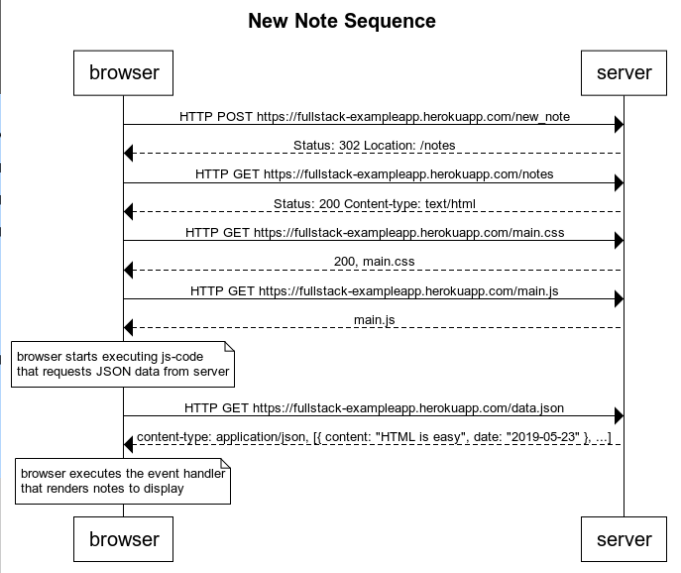 New Note Sequence
browser
server
HTTP POST https://fullstack-exampleapp.herokuapp.com/new_note
Status: 302 Location: /notes
HTTP GET https://fullstack-exampleapp.herokuapp.com/notes
Status: 200 Content-type: text/html
HTTP GET https://fullstack-exampleapp.herokuapp.com/main.css
200, main.css
HTTP GET https://fullstack-exampleapp.herokuapp.com/main.js
main.js
browser starts executing js-code
that requests JSON data from server
HTTP GET https://fullstack-exampleapp.herokuapp.com/data.json
content-type: application/json, [{ content: "HTML is easy", date: "2019-05-23" }, ...]
browser executes the event handler
that renders notes to display
browser
server